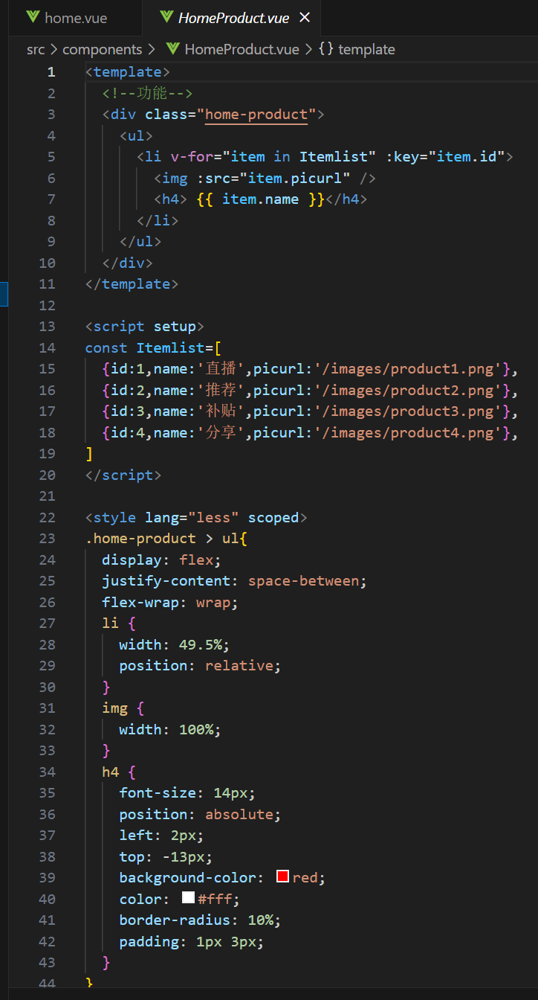 home.vue HomeProduct.vue
src > components > HomeProduct.vue > {} template
1 <template>
2 <!--功能-->
3 <div class="home-product">
4 <ul>
5 <li v-for="item in Itemlist" :key="item.id">
6 <img :src="item.picurl" />
7 <h4> {{ item.name }}</h4>
8 </li>
9 </ul>
10 </div>
11 </template>
12
13 <script setup>
14 const Itemlist=[
15 {id:1,name:'直播',picurl:'/images/product1.png'},
16 {id:2,name:'推荐',picurl:'/images/product2.png'},
17 {id:3,name:'补贴',picurl:'/images/product3.png'},
18 {id:4,name:'分享',picurl:'/images/product4.png'},
19 ]
20 </script>
21
22 <style lang="less" scoped>
23 .home-product > ul{
24 display: flex;
25 justify-content: space-between;
26 flex-wrap: wrap;
27 li {
28 width: 49.5%;
29 position: relative;
30 }
31 img {
32 width: 100%;
33 }
34 h4 {
35 font-size: 14px;
36 position: absolute;
37 left: 2px;
38 top: -13px;
39 background-color: red;
40 color: #fff;
41 border-radius: 10%;
42 padding: 1px 3px;
43 }
44 }